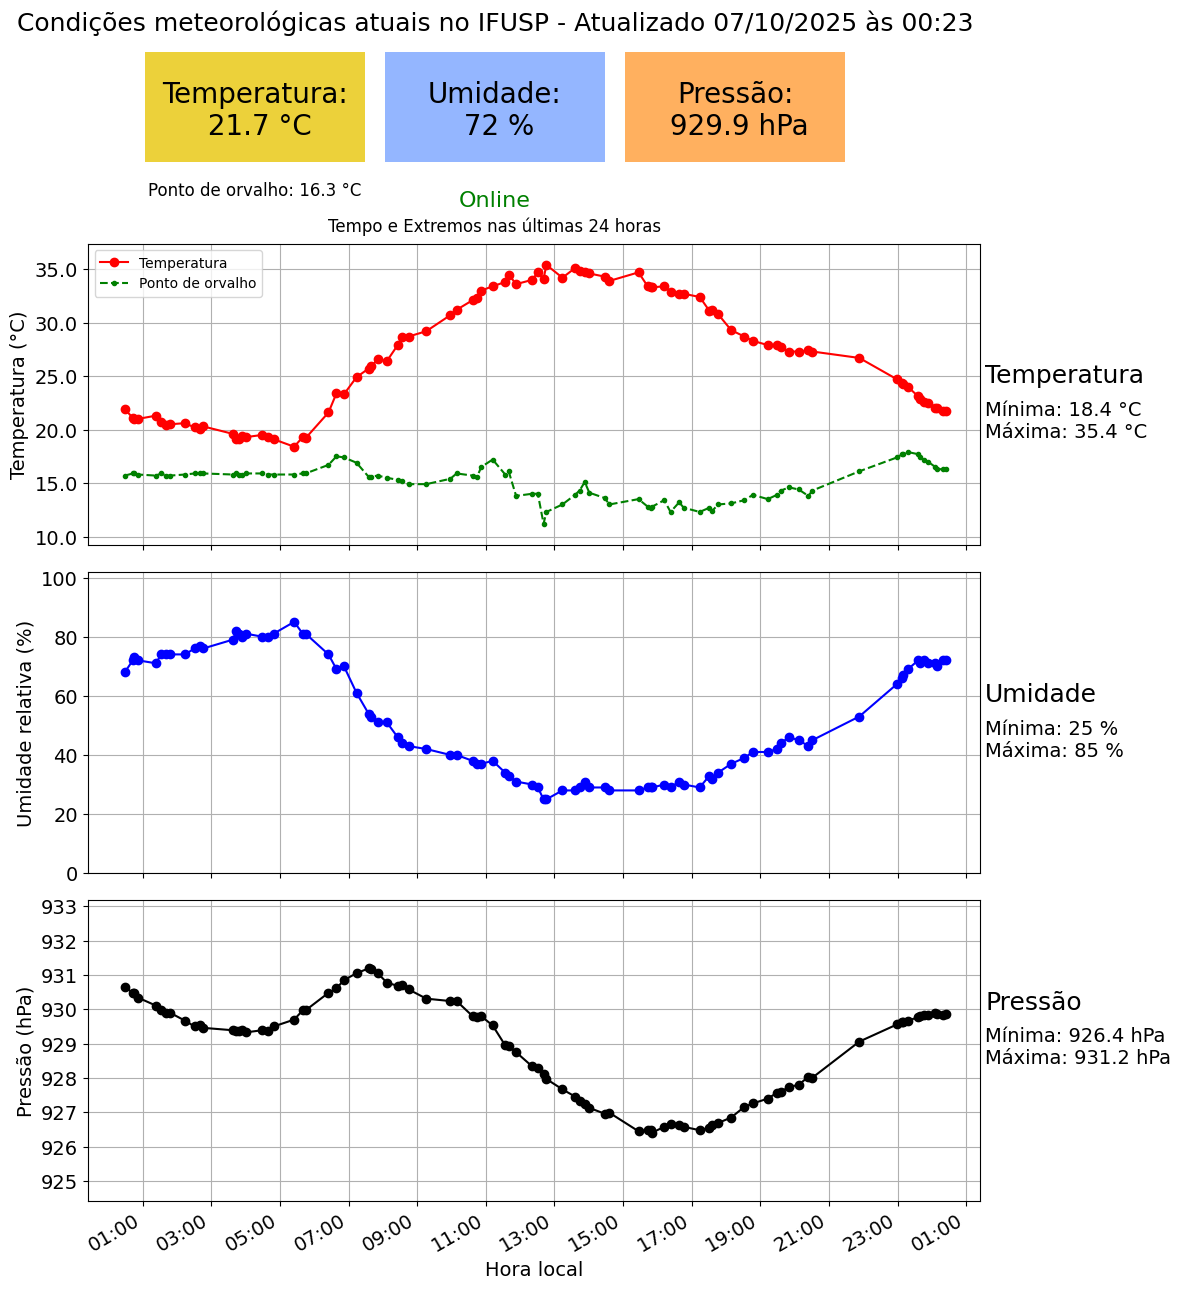 Condições meteorológicas atuais no IFUSP - Atualizado 07/10/2025 às 00:23
Temperatura:
21.7 °C
Umidade:
72 %
Pressão:
929.9 hPa
Ponto de orvalho: 16.3 °C
Online
Tempo e Extremos nas últimas 24 horas
Temperatura
Ponto de orvalho
Temperatura (°C)
35.0
30.0
25.0
20.0
15.0
10.0
Temperatura
Mínima: 18.4 °C
Máxima: 35.4 °C
Umidade relativa (%)
100
80
60
40
20
0
Umidade
Mínima: 25 %
Máxima: 85 %
Pressão (hPa)
933
932
931
930
929
928
927
926
925
Pressão
Mínima: 926.4 hPa
Máxima: 931.2 hPa
01:00
03:00
05:00
07:00
09:00
11:00
13:00
15:00
17:00
19:00
21:00
23:00
01:00
Hora local